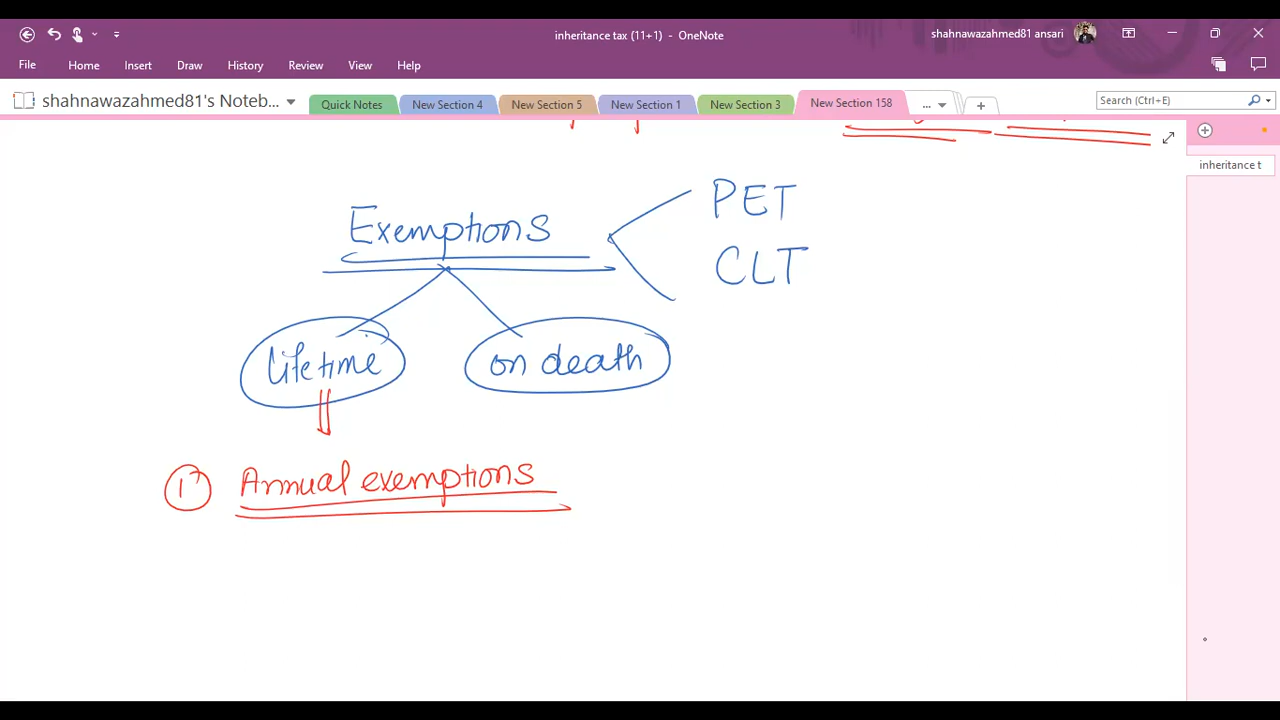 inheritance tax (11+1) - OneNote
shahnawazahmed81 ansari
File Home Insert Draw History Review View Help
shahnawazahmed81's Noteb...
Quick Notes
New Section 4
New Section 5
New Section 1
New Section 3
New Section 158
...
Search (Ctrl+E)
inheritance t
Exemptions
PET
CLT
Lifetime
on death
1 Annual exemptions